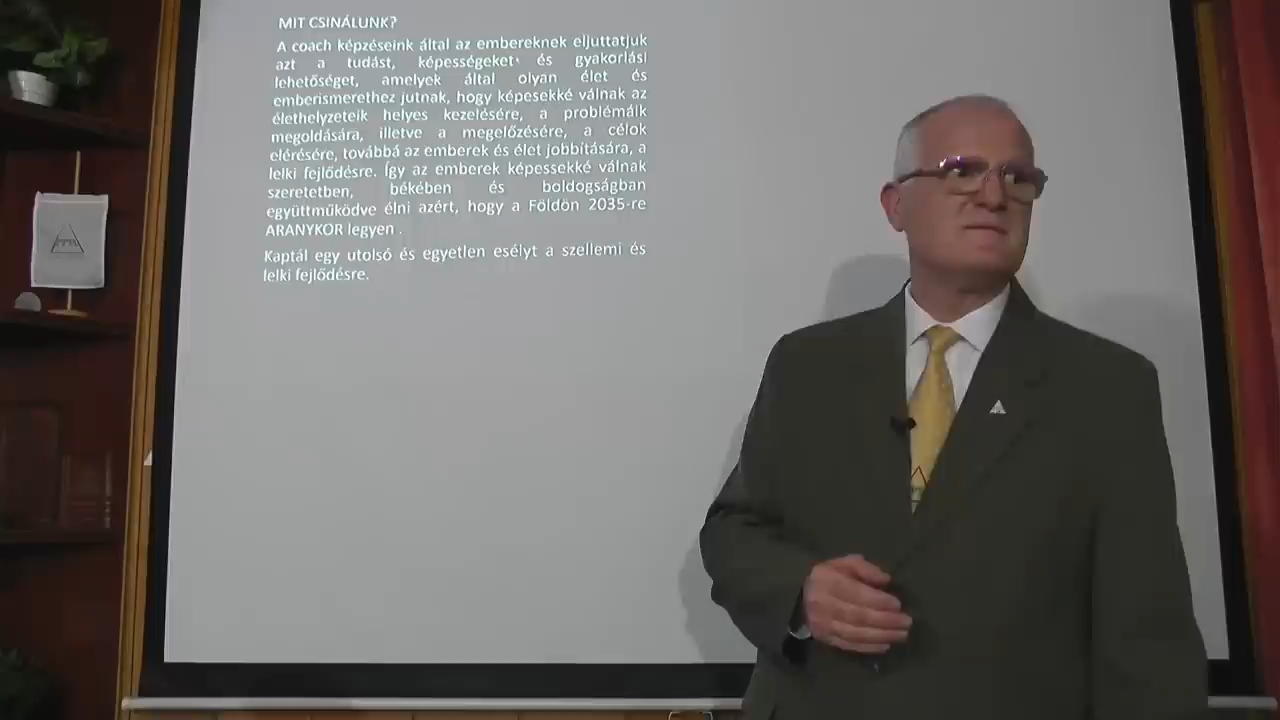 MIT CSINÁLUNK?
A coach képzéseink által az embereknek eljuttatjuk
azt a tudást, képességeket és gyakorlási
lehetőséget, amelyek által olyan élet és
emberismerethez jutnak, hogy képesekké válnak az
élethelyzeteik helyes kezelésére, a problémáik
megoldására, illetve a megelőzésére, a célok
elérésére, továbbá az emberek és élet jobbítására, a
lelki fejlődésre. Így az emberek képessekké válnak
szeretetben, békében és boldogságban
együttműködve élni azért, hogy a Földön 2035-re
ARANYKOR legyen .
Kaptál egy utolsó és egyetlen esélyt a szellemi és
lelki fejlődésre.